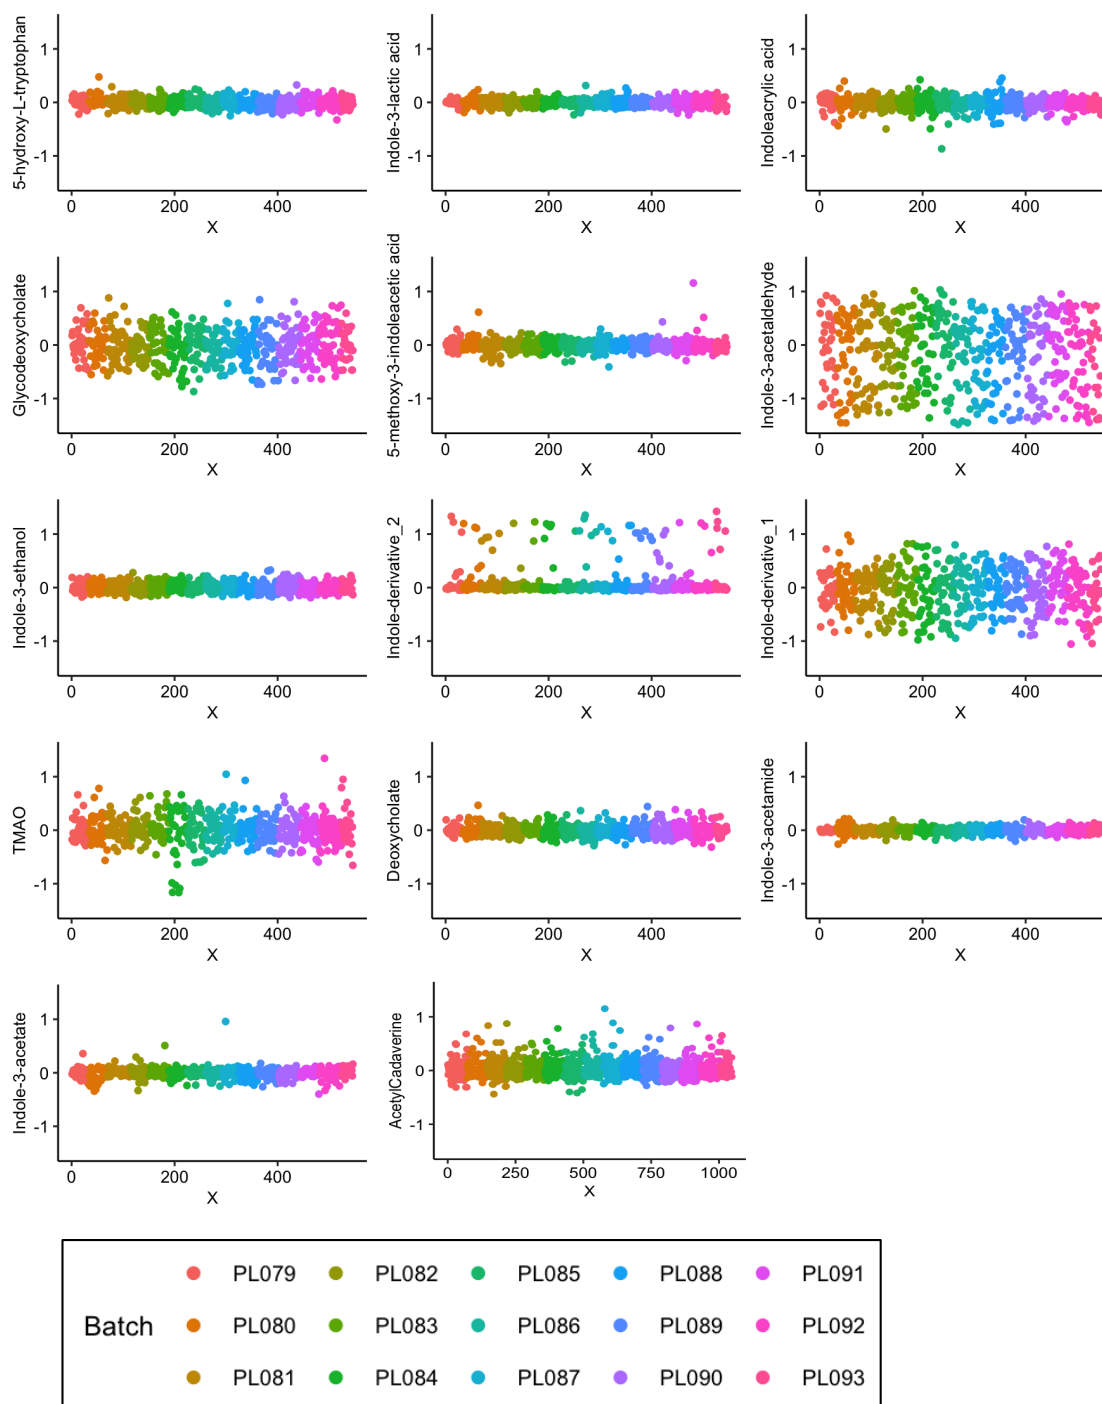 5-hydroxy-L-tryptophan
1
0
-1
0 200 400
X
Indole-3-lactic acid
1
0
-1
0 200 400
X
Indoleacrylic acid
1
0
-1
0 200 400
X
Glycodeoxycholate
1
0
-1
0 200 400
X
5-methoxy-3-indoleacetic acid
1
0
-1
0 200 400
X
Indole-3-acetaldehyde
1
0
-1
0 200 400
X
Indole-3-ethanol
1
0
-1
0 200 400
X
Indole-derivative_2
1
0
-1
0 200 400
X
Indole-derivative_1
1
0
-1
0 200 400
X
TMAO
1
0
-1
0 200 400
X
Deoxycholate
1
0
-1
0 200 400
X
Indole-3-acetamide
1
0
-1
0 200 400
X
Indole-3-acetate
1
0
-1
0 200 400
X
AcetylCadaverine
1
0
-1
0 250 500 750 1000
X
Batch
PL079 PL082 PL085 PL088 PL091
PL080 PL083 PL086 PL089 PL092
PL081 PL084 PL087 PL090 PL093